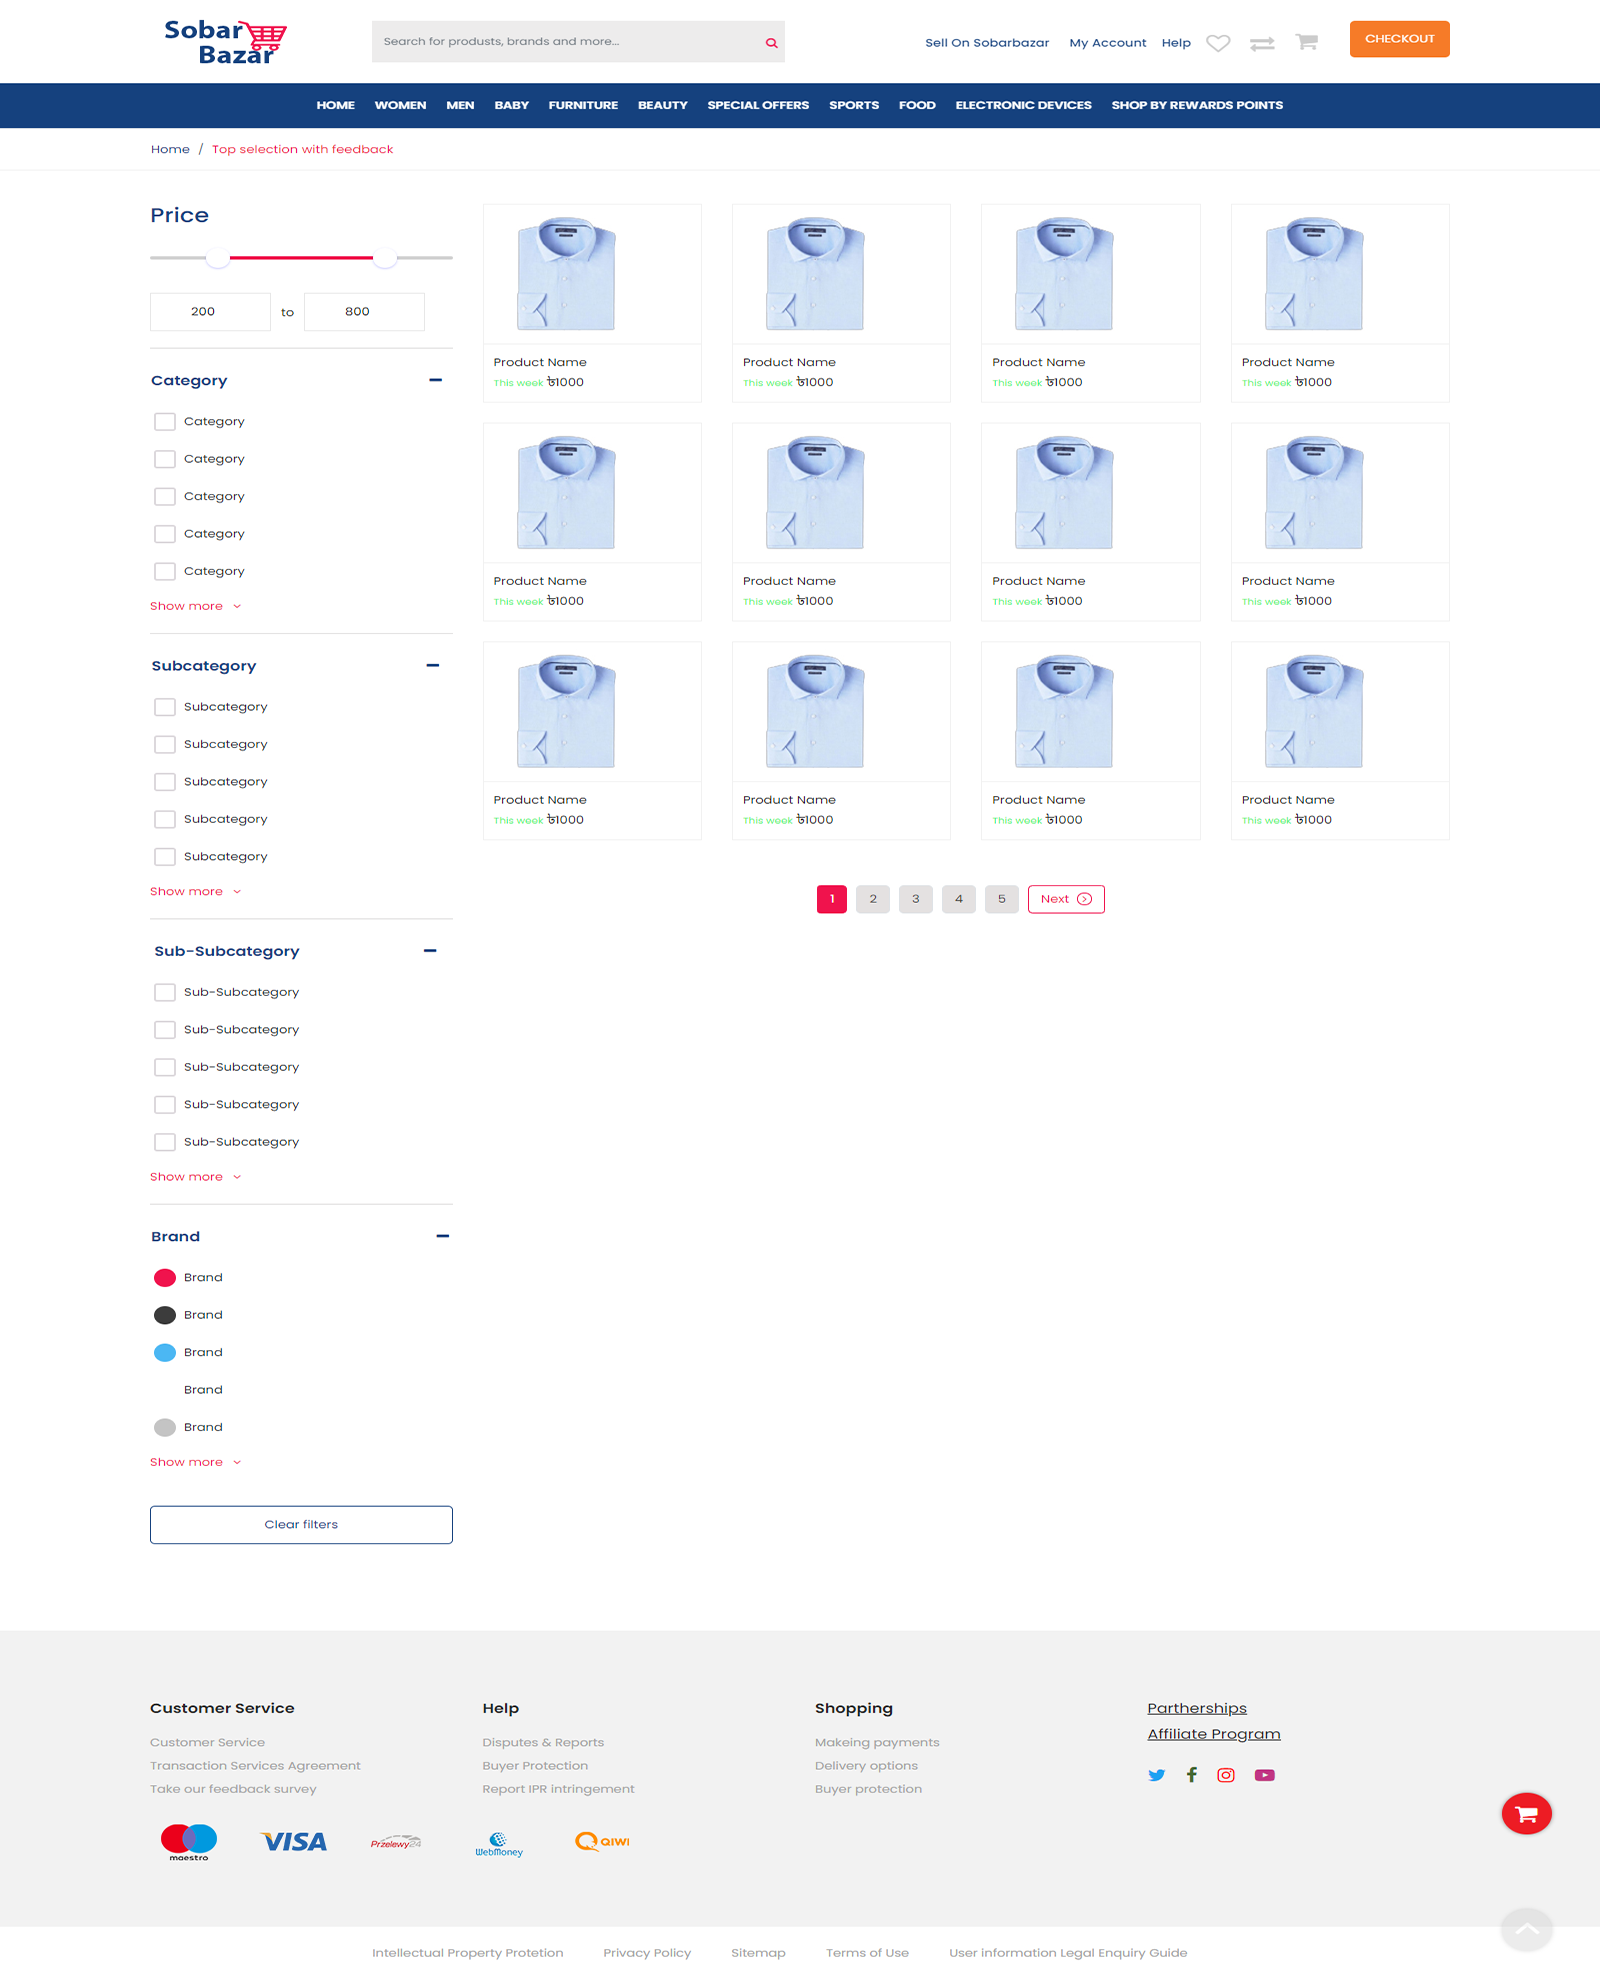 Sobar
Bazar
Search for produsts, brands and more...
Sell On Sobarbazar My Account Help
CHECKOUT
HOME WOMEN MEN BABY FURNITURE BEAUTY SPECIAL OFFERS SPORTS FOOD ELECTRONIC DEVICES SHOP BY REWARDS POINTS
Home / Top selection with feedback
Price
200 to 800
Category
Category
Category
Category
Category
Category
Show more
Subcategory
Subcategory
Subcategory
Subcategory
Subcategory
Subcategory
Show more
Sub-Subcategory
Sub-Subcategory
Sub-Subcategory
Sub-Subcategory
Sub-Subcategory
Sub-Subcategory
Show more
Brand
Brand
Brand
Brand
Brand
Brand
Show more
Clear filters
Product Name Product Name Product Name Product Name
This week ৳1000 This week ৳1000 This week ৳1000 This week ৳1000
Product Name Product Name Product Name Product Name
This week ৳1000 This week ৳1000 This week ৳1000 This week ৳1000
Product Name Product Name Product Name Product Name
This week ৳1000 This week ৳1000 This week ৳1000 This week ৳1000
1 2 3 4 5 Next
Customer Service
Customer Service
Transaction Services Agreement
Take our feedback survey
Help
Disputes & Reports
Buyer Protection
Report IPR intringement
Shopping
Makeing payments
Delivery options
Buyer protection
Partherships
Affiliate Program
maestro VISA Przelewy24 WebMoney QIWI
Intellectual Property Protetion Privacy Policy Sitemap Terms of Use User information Legal Enquiry Guide